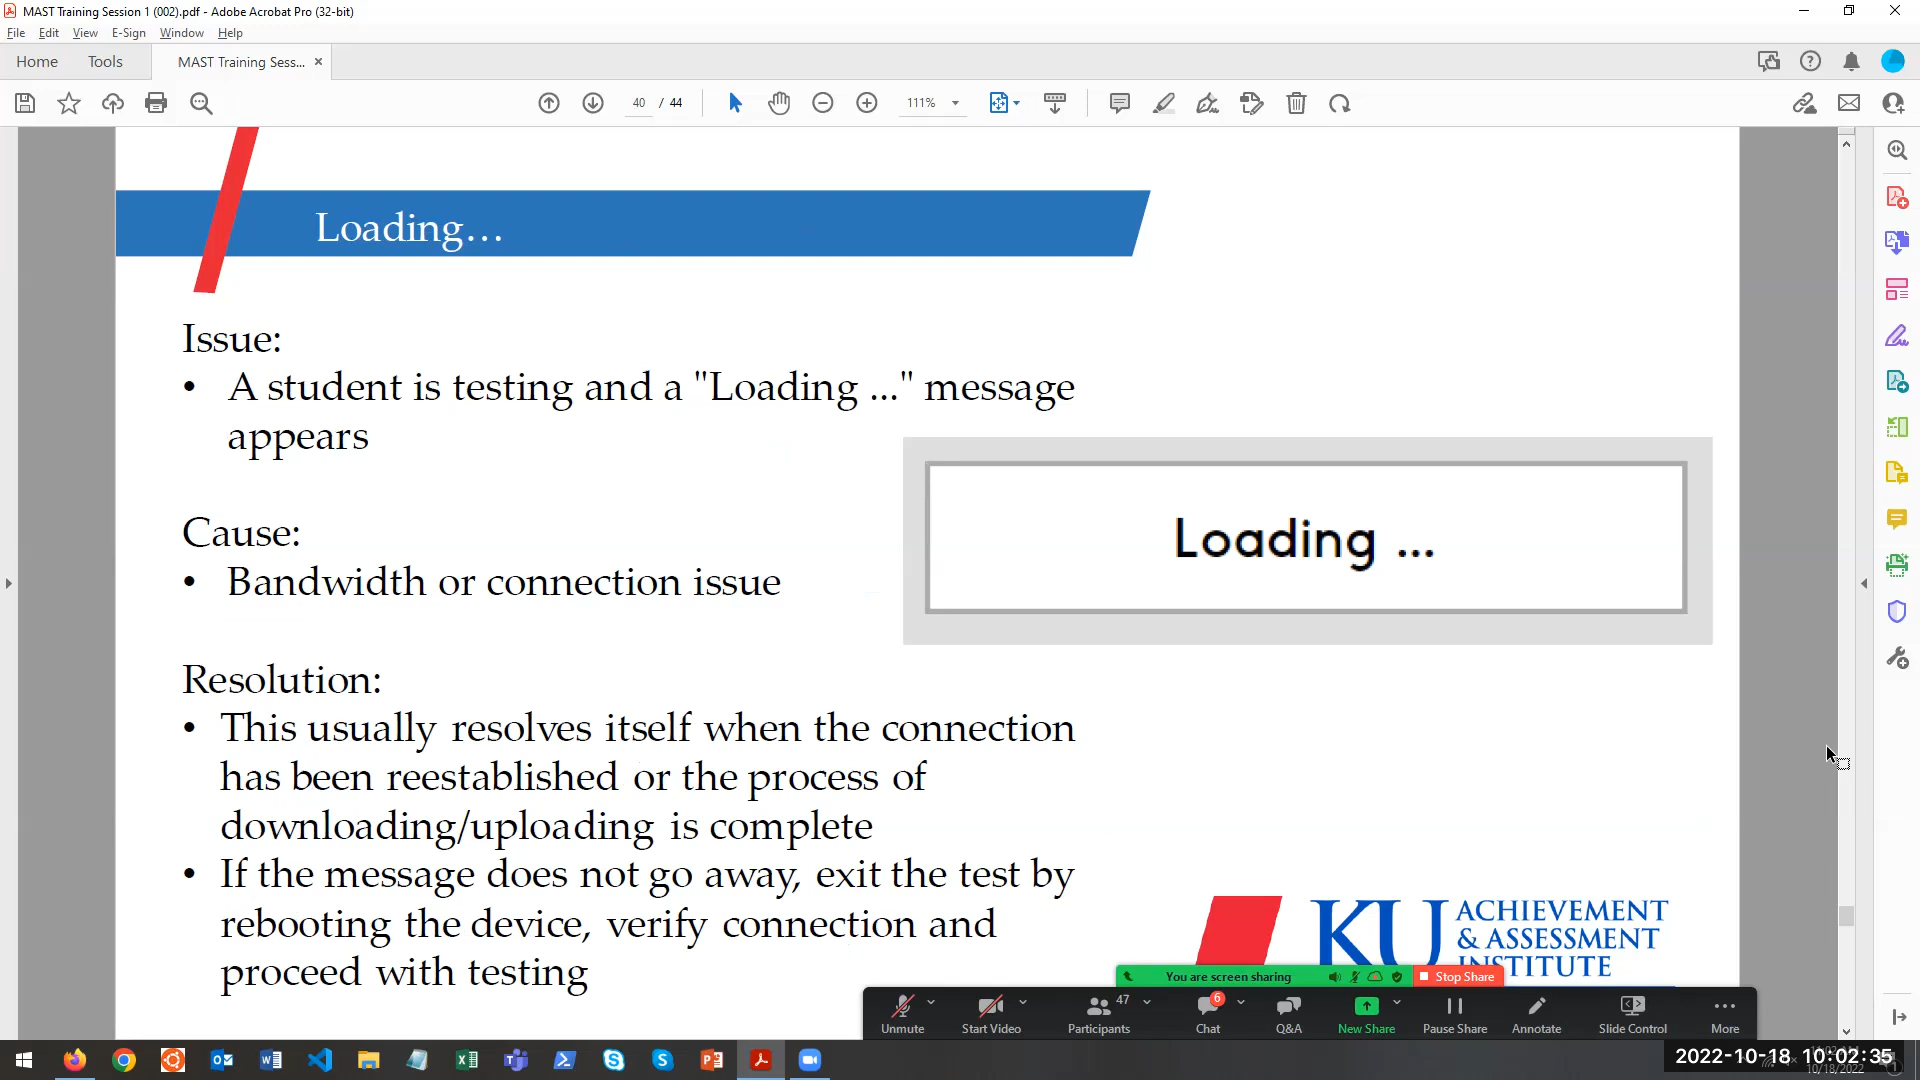 MAST Training Session 1 (002).pdf - Adobe Acrobat Pro (32-bit)
File Edit View E-Sign Window Help
Home Tools MAST Training Sess... ×
40 / 44 111%
Loading...
Issue:
• A student is testing and a "Loading ..." message
appears
Loading ...
Cause:
• Bandwidth or connection issue
Resolution:
• This usually resolves itself when the connection
has been reestablished or the process of
downloading/uploading is complete
• If the message does not go away, exit the test by
rebooting the device, verify connection and
proceed with testing
KU ACHIEVEMENT
& ASSESSMENT
INSTITUTE
You are screen sharing Stop Share
6 47
Unmute Start Video Participants Chat Q&A New Share Pause Share Annotate Slide Control More
2022-10-18 10:02:35
10/18/2022